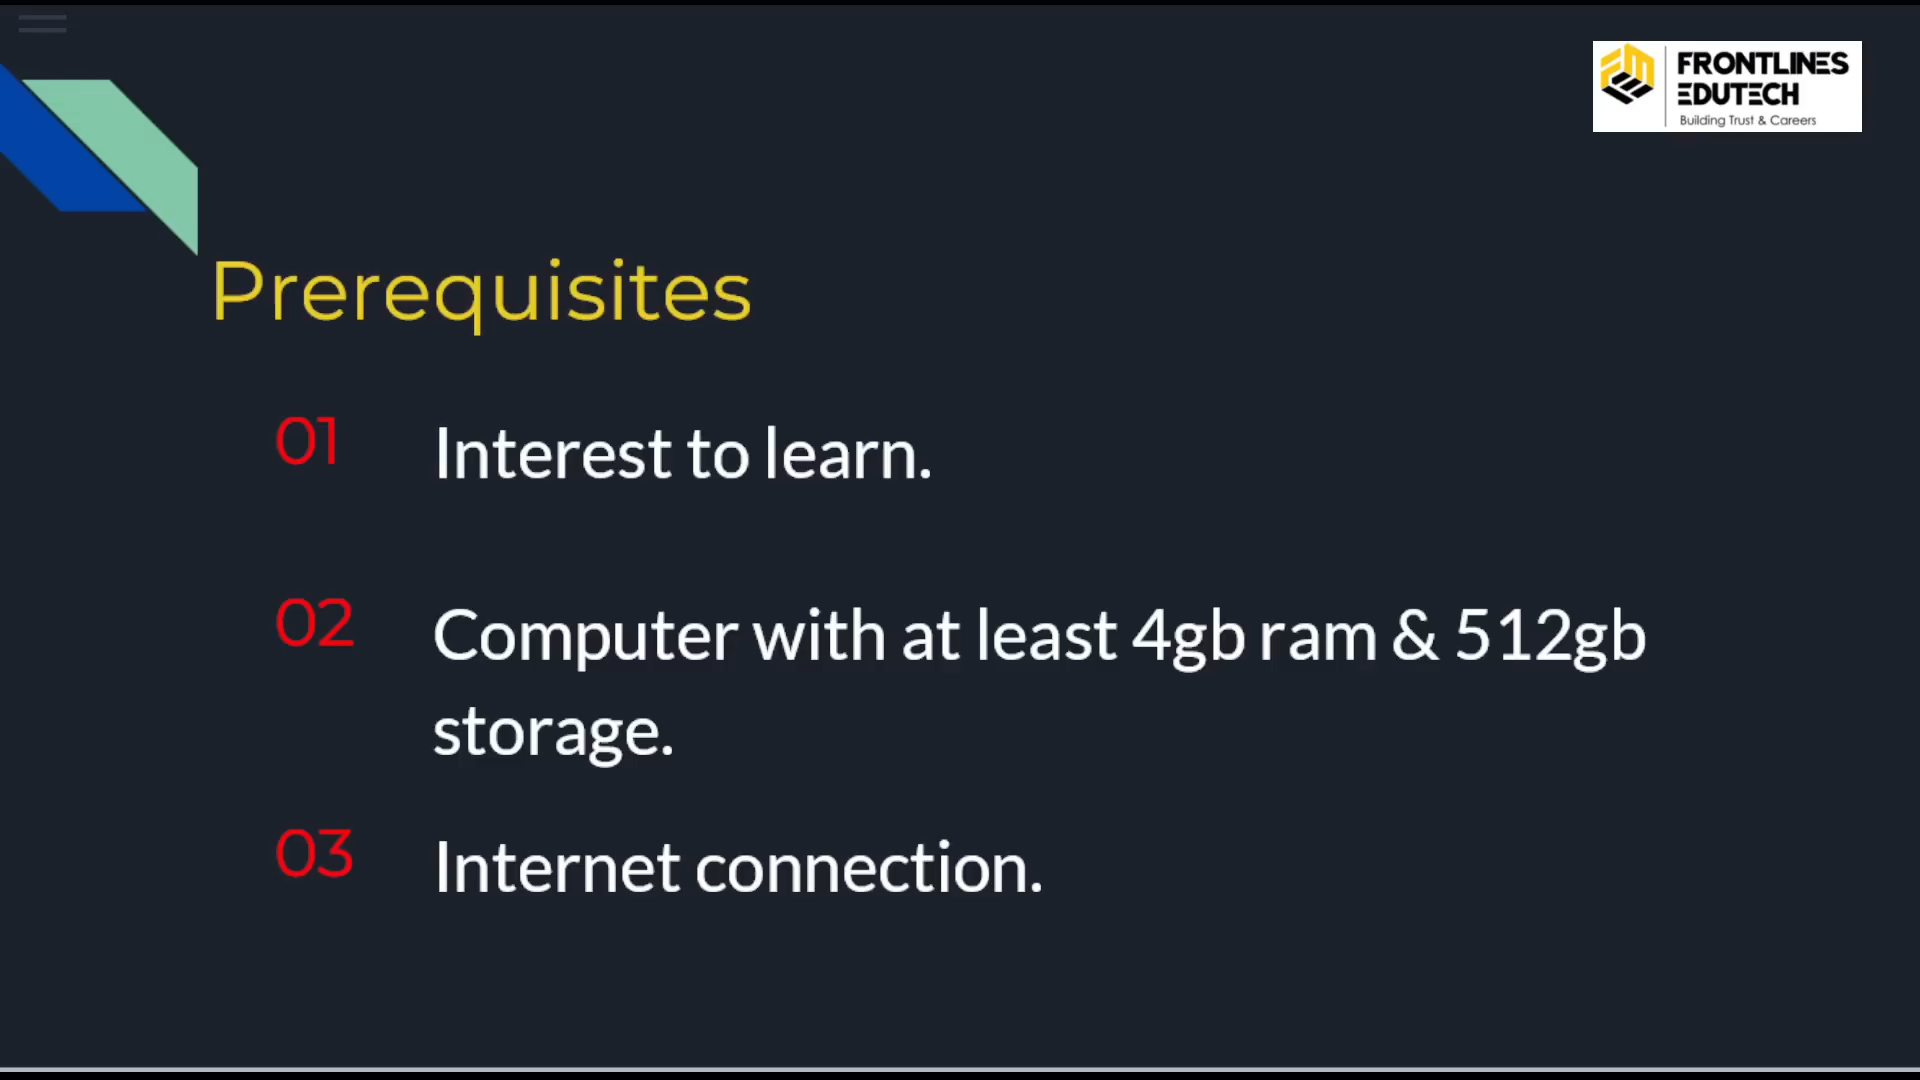 FRONTLINES
EDUTECH
Building Trust & Careers
Prerequisites
01 Interest to learn.
02 Computer with at least 4gb ram & 512gb
storage.
03 Internet connection.